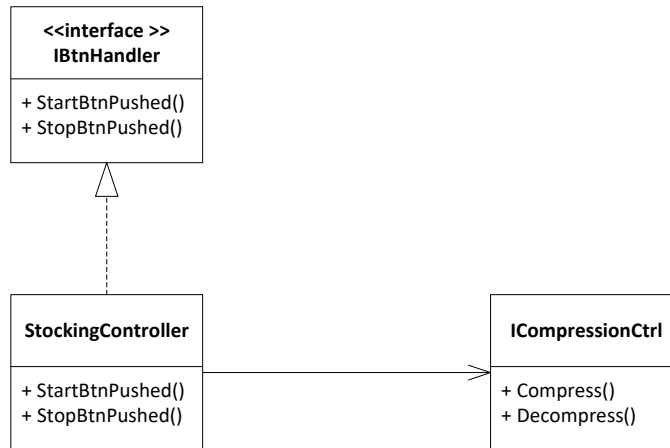 <<interface >>
IBtnHandler
+ StartBtnPushed()
+ StopBtnPushed()
StockingController
+ StartBtnPushed()
+ StopBtnPushed()
ICompressionCtrl
+ Compress()
+ Decompress()